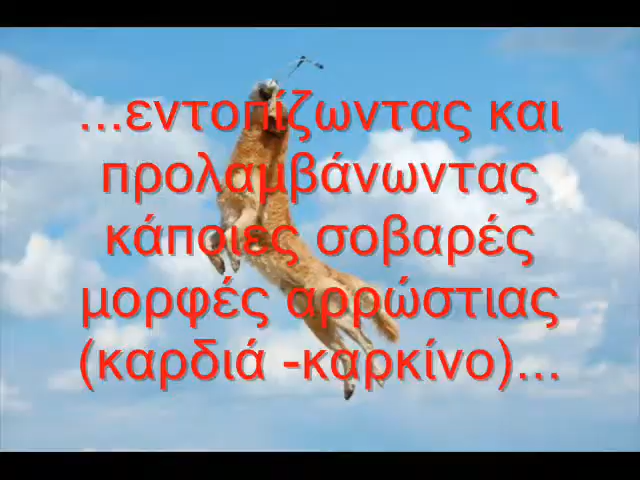 ...εντοπίζωντας και
προλαμβάνωντας
κάποιες σοβαρές
μορφές αρρώστιας
(καρδιά -καρκίνο)...